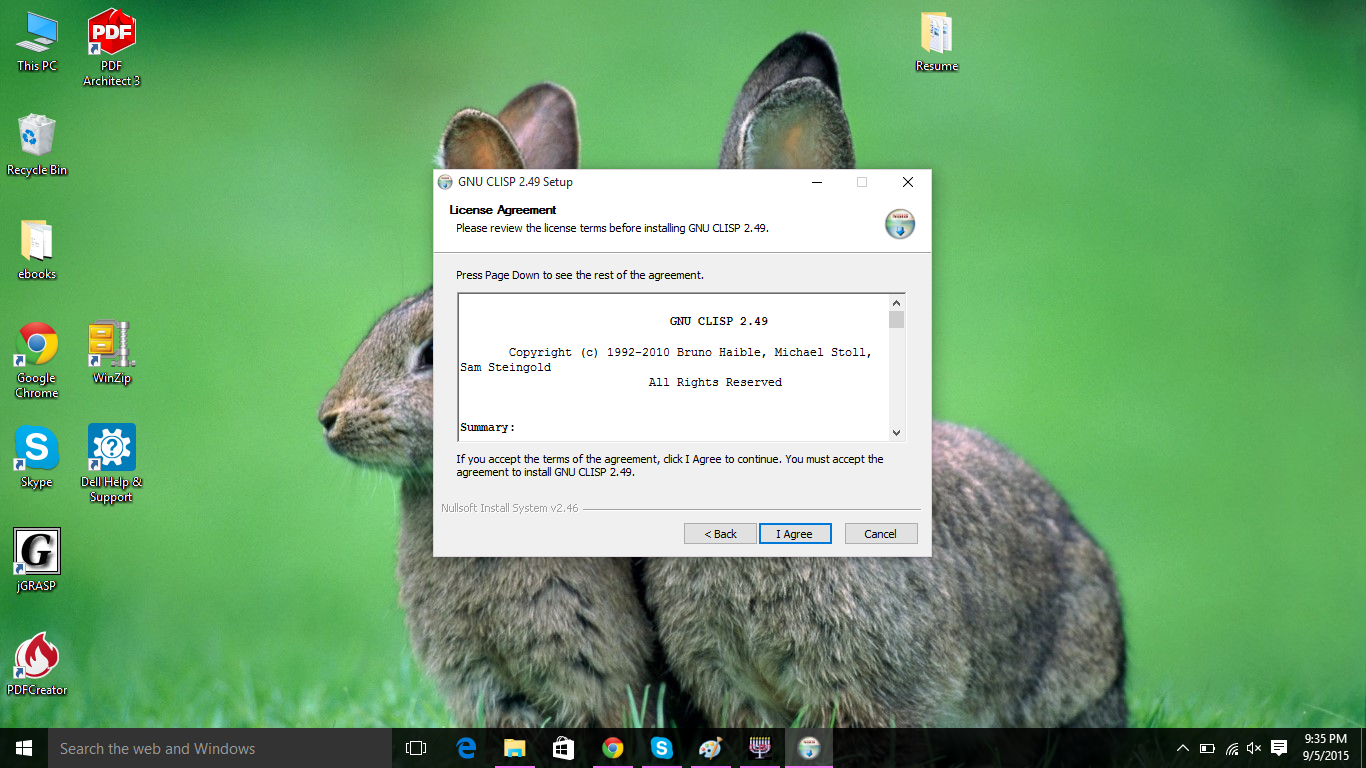 This PC
PDF
PDF
Architect 3
Resume
Recycle Bin
ebooks
Google
Chrome
WinZip
S
Skype
Dell Help &
Support
G
jGRASP
PDFCreator
GNU CLISP 2.49 Setup
License Agreement
Please review the license terms before installing GNU CLISP 2.49.
Press Page Down to see the rest of the agreement.
GNU CLISP 2.49
Copyright (c) 1992-2010 Bruno Haible, Michael Stoll,
Sam Steingold
All Rights Reserved
Summary:
If you accept the terms of the agreement, click I Agree to continue. You must accept the
agreement to install GNU CLISP 2.49.
Nullsoft Install System v2.46
< Back
I Agree
Cancel
Search the web and Windows
9:35 PM
9/5/2015